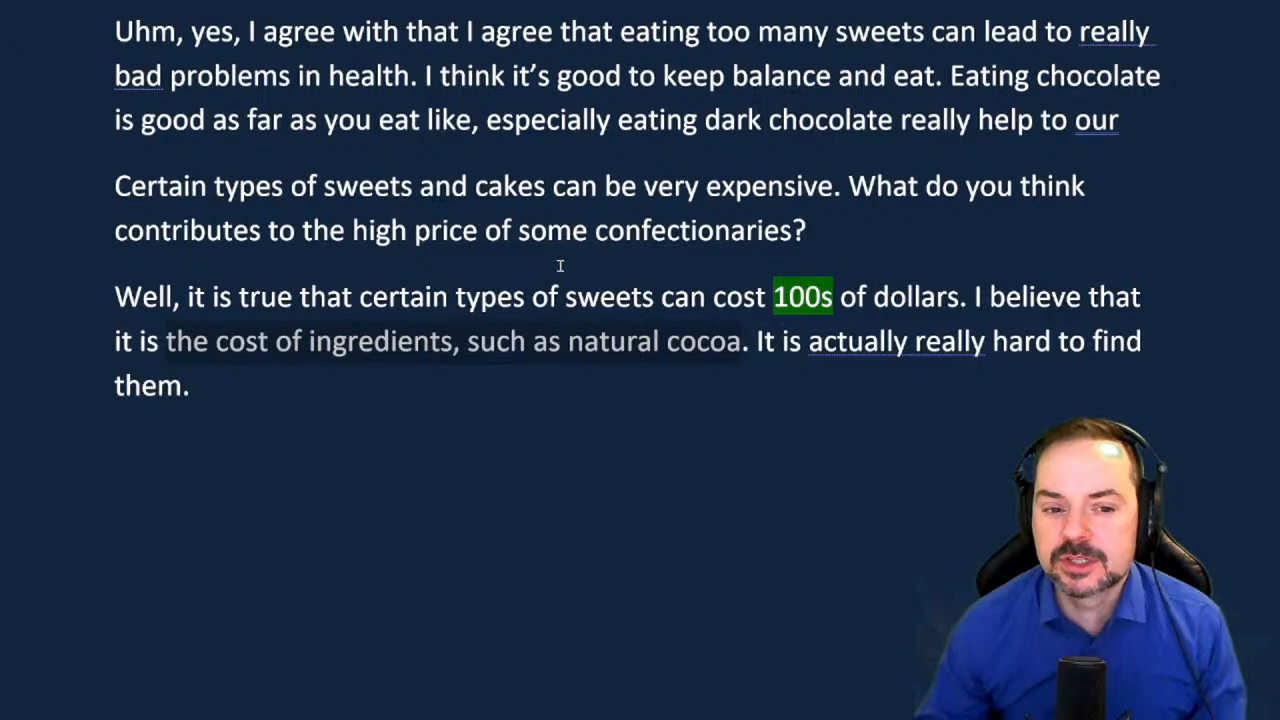 Uhm, yes, I agree with that I agree that eating too many sweets can lead to really
bad problems in health. I think it’s good to keep balance and eat. Eating chocolate
is good as far as you eat like, especially eating dark chocolate really help to our
Certain types of sweets and cakes can be very expensive. What do you think
contributes to the high price of some confectionaries?
Well, it is true that certain types of sweets can cost 100s of dollars. I believe that
it is the cost of ingredients, such as natural cocoa. It is actually really hard to find
them.